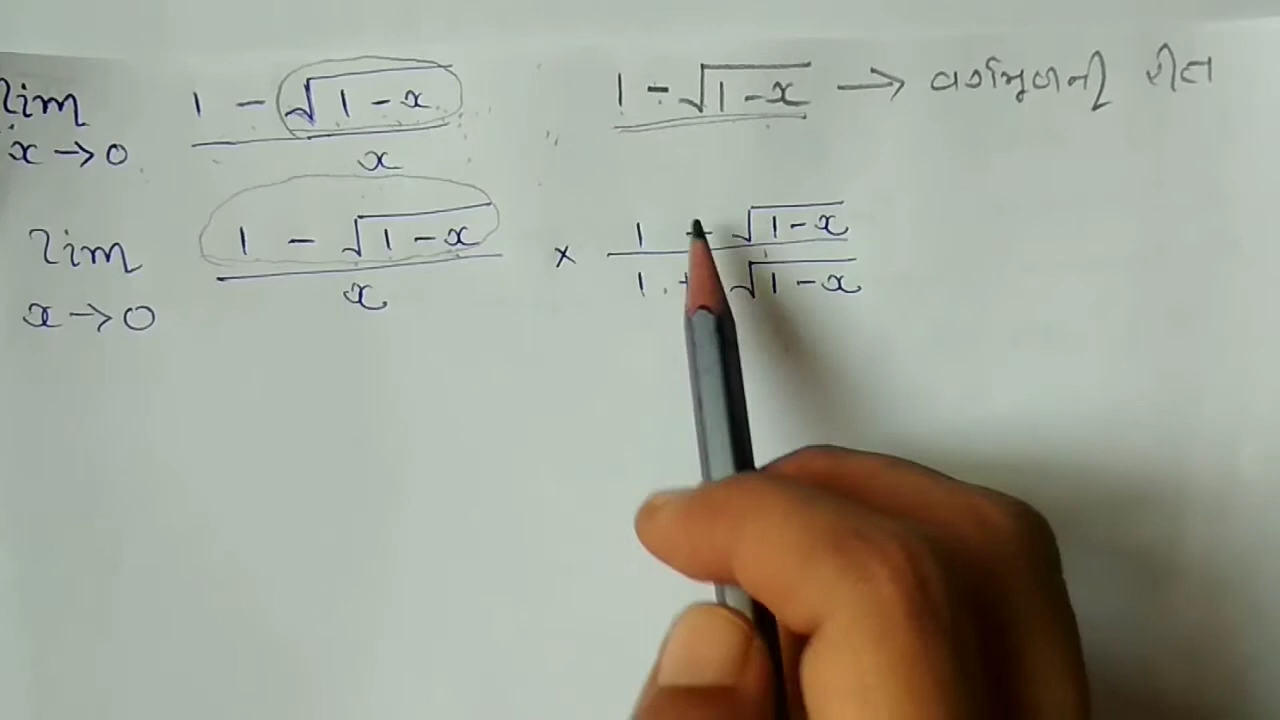 lim 1 - √1-x / x
x → 0
1 - √1-x → વર્ગમૂળની રીત
lim 1 - √1-x / x × 1 + √1-x / 1 + √1-x
x → 0